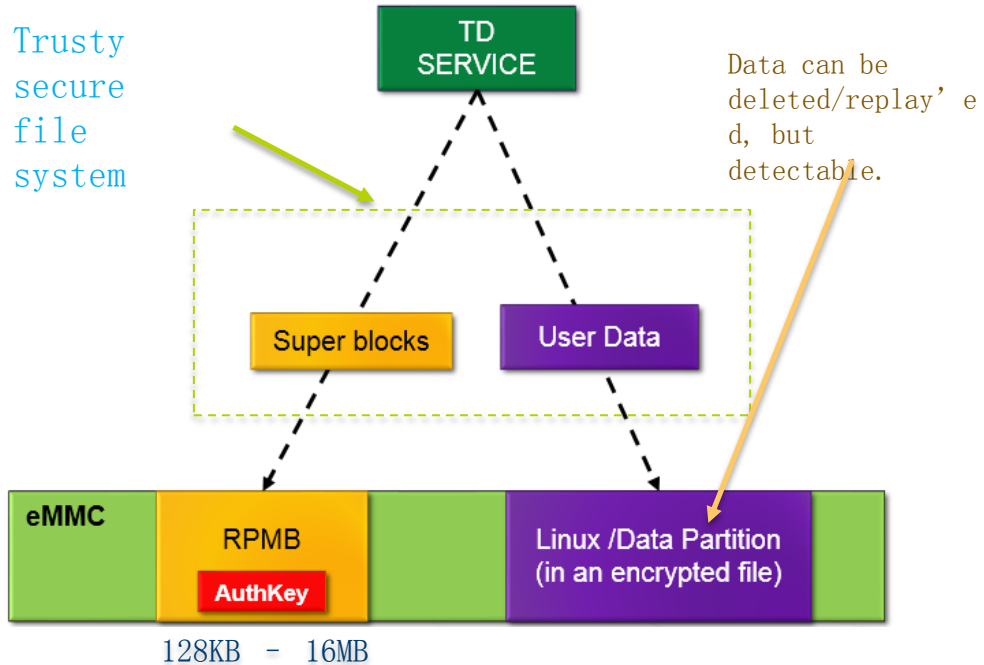 Trusty
secure
file
system
TD
SERVICE
Data can be
deleted/replay’e
d, but
detectable.
Super blocks
User Data
eMMC
RPMB
AuthKey
Linux /Data Partition
(in an encrypted file)
128KB - 16MB